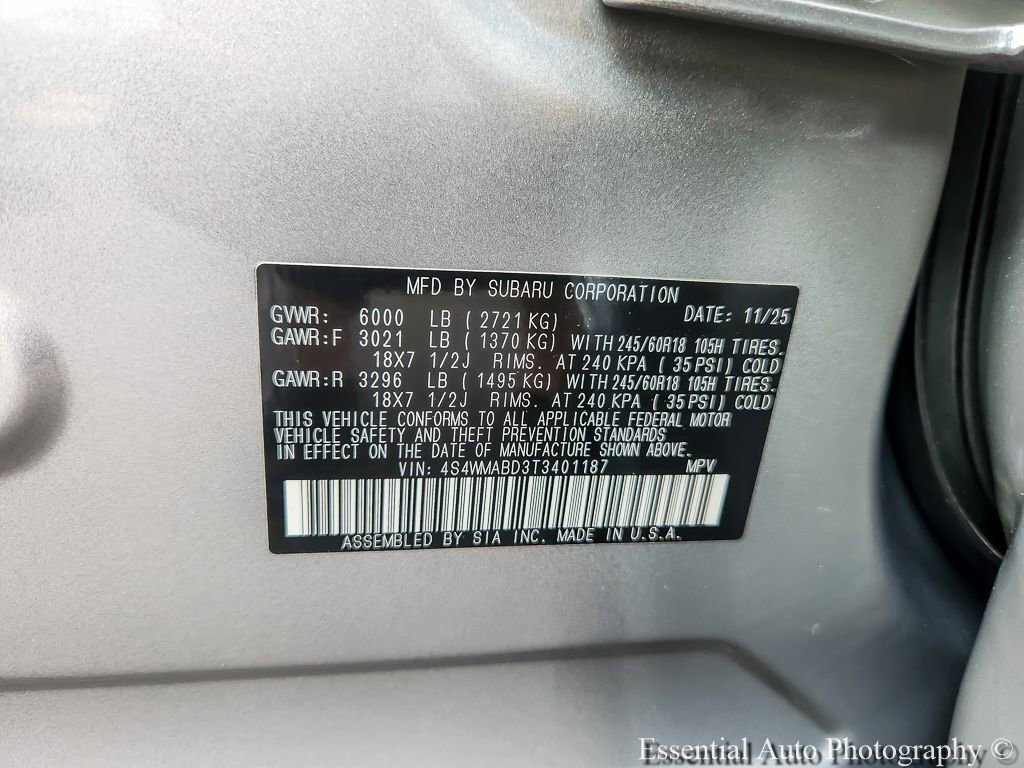 MFD BY SUBARU CORPORATION
GVWR: 6000 LB ( 2721 KG) DATE: 11/25
GAWR:F 3021 LB ( 1370 KG) WITH 245/60R18 105H TIRES.
18X7 1/2J RIMS. AT 240 KPA ( 35 PSI) COLD
GAWR:R 3296 LB ( 1495 KG) WITH 245/60R18 105H TIRES.
18X7 1/2J RIMS. AT 240 KPA ( 35 PSI) COLD
THIS VEHICLE CONFORMS TO ALL APPLICABLE FEDERAL MOTOR
VEHICLE SAFETY AND THEFT PREVENTION STANDARDS
IN EFFECT ON THE DATE OF MANUFACTURE SHOWN ABOVE.
VIN: 4S4WMABD3T3401187 MPV
ASSEMBLED BY SIA INC. MADE IN U.S.A.
Essential Auto Photography ©